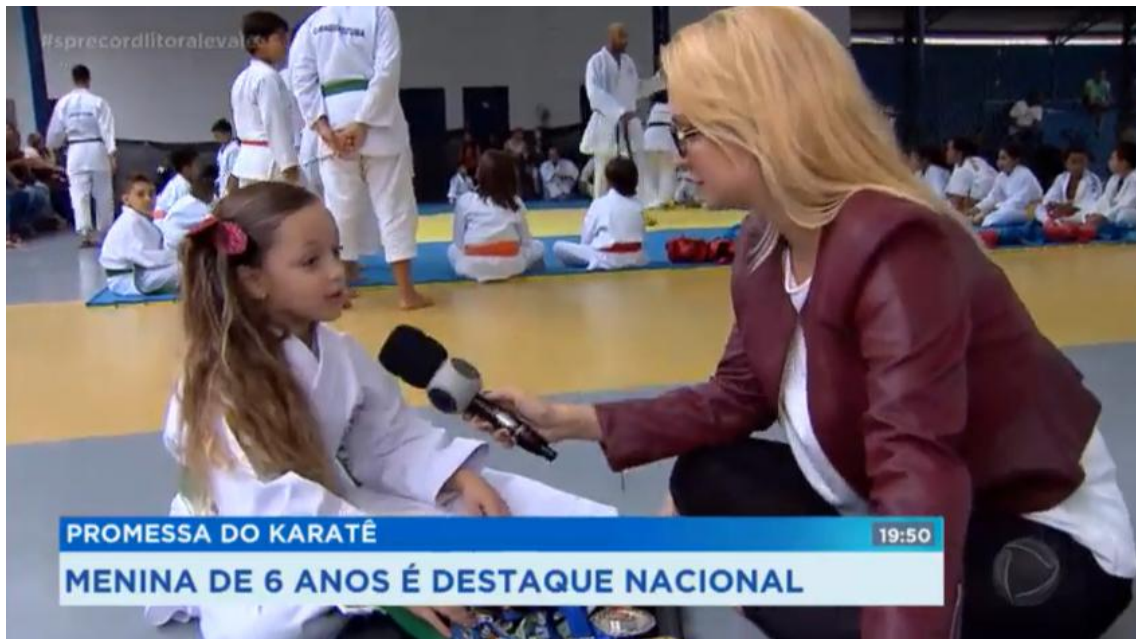 #sprecordlitoralevale
PROMESSA DO KARATÊ
19:50
MENINA DE 6 ANOS É DESTAQUE NACIONAL